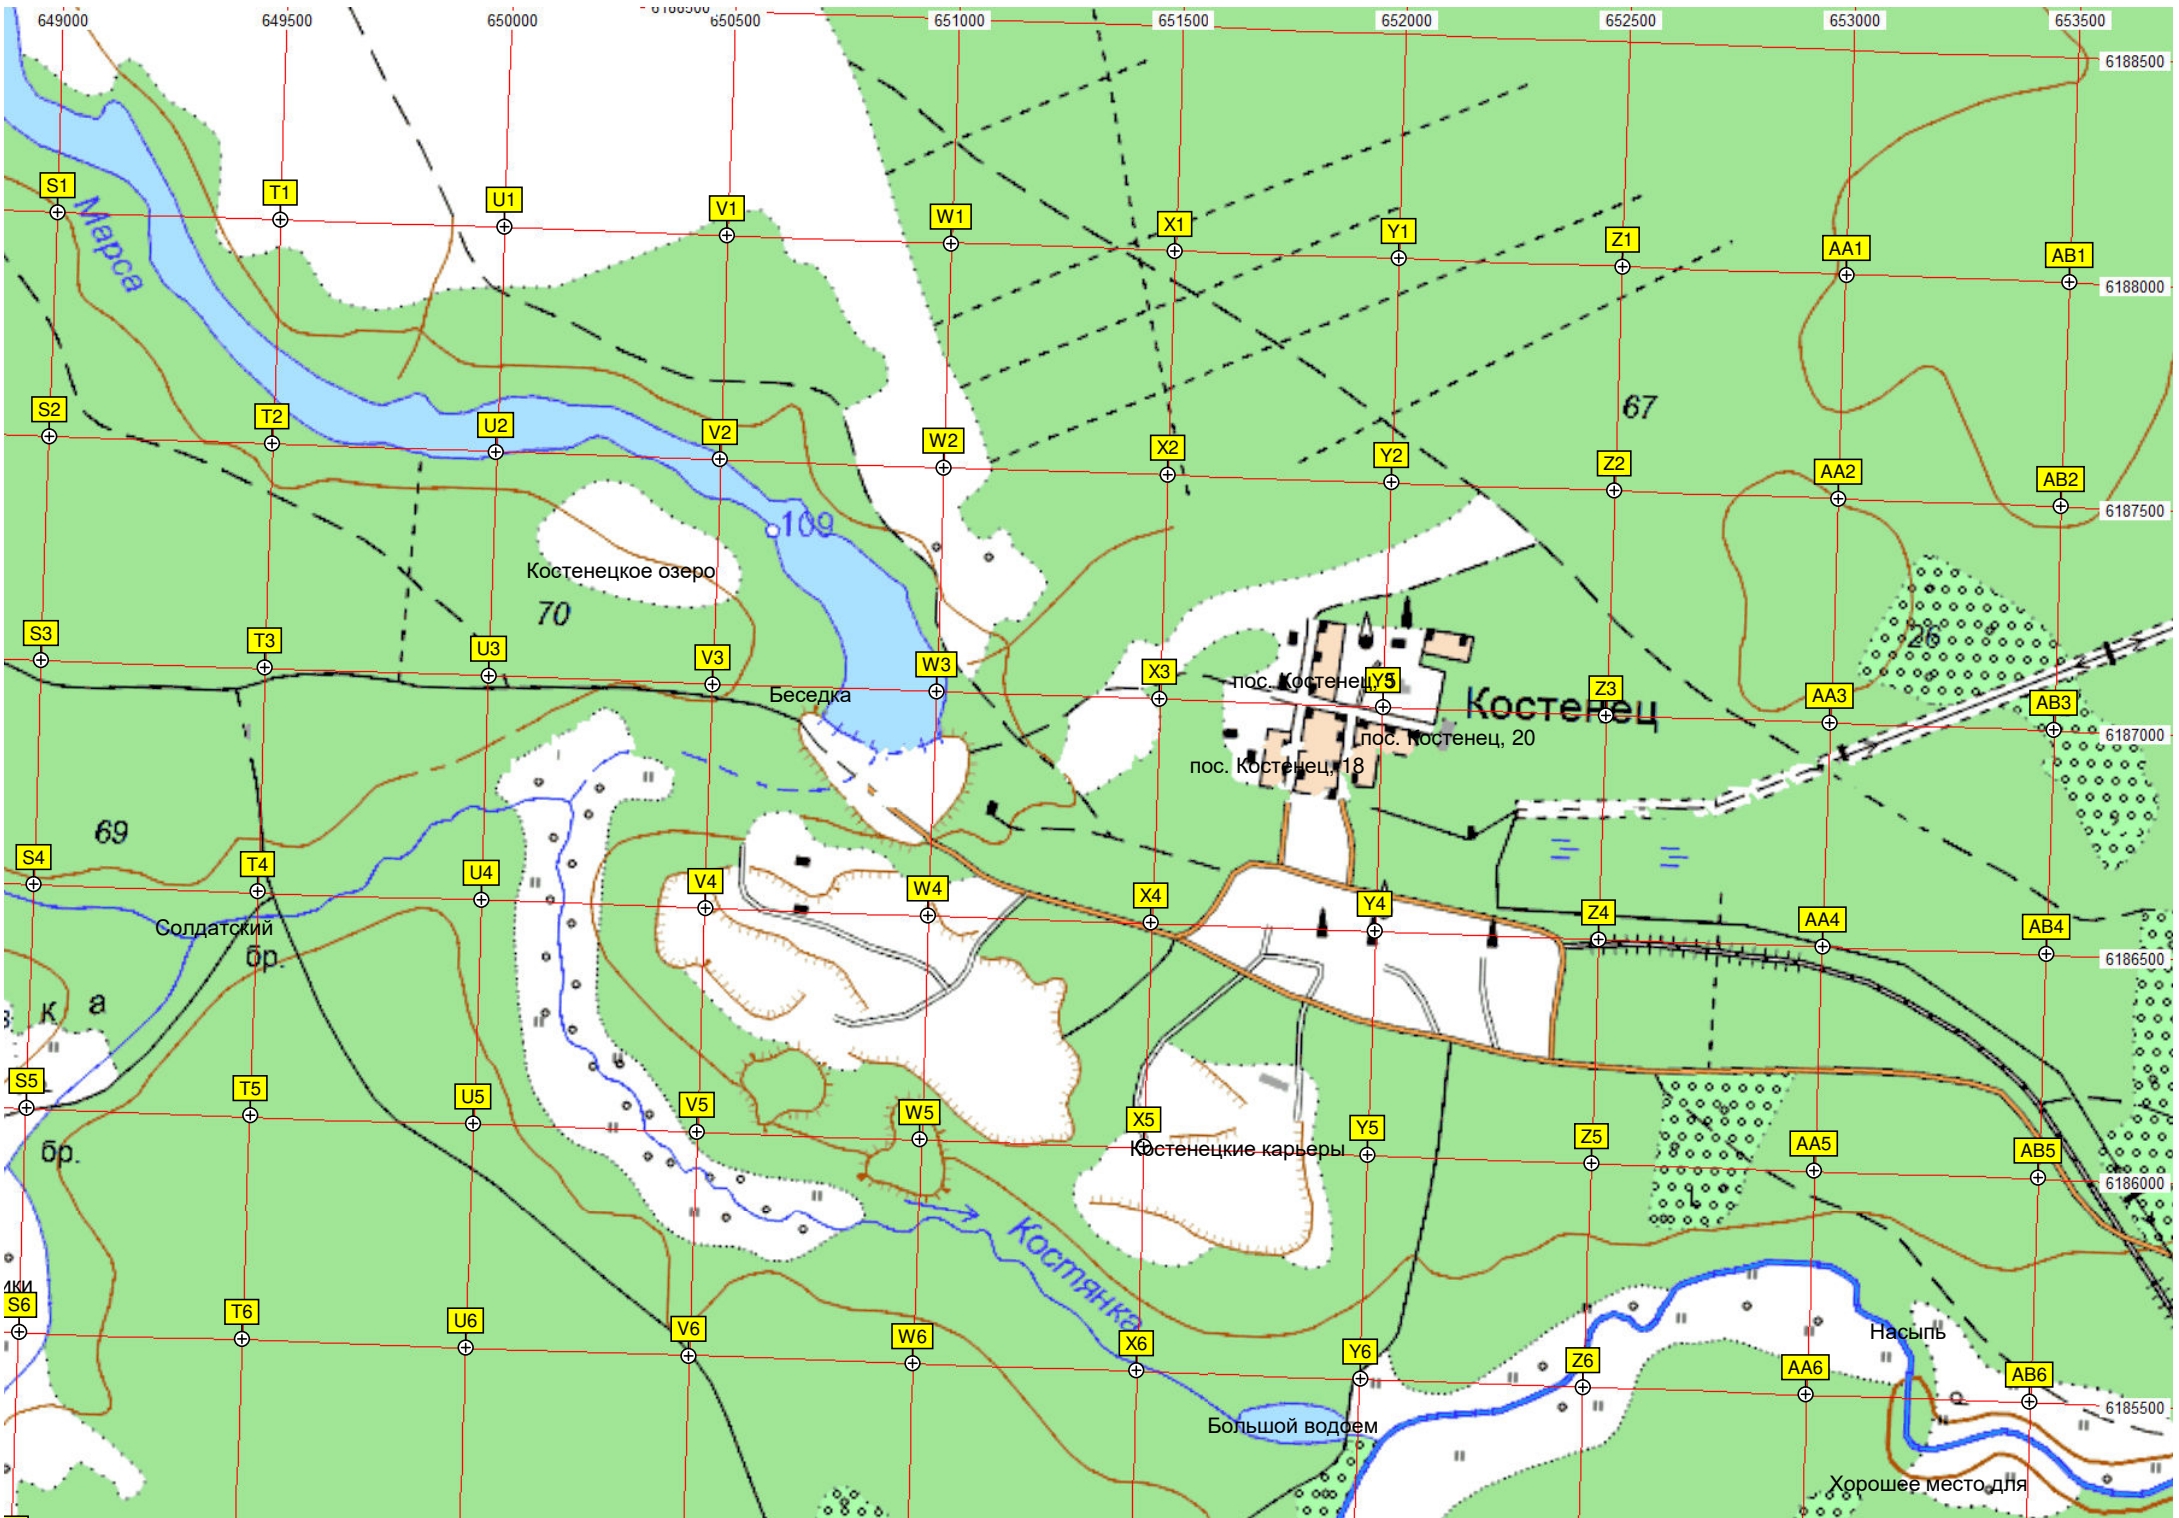 649000 649500 650000 6188500 650500 651000 651500 652000 652500 653000 653500
6188500
S1 T1 U1 V1 W1 X1 Y1 Z1 AA1 AB1
Марса
6188000
67
S2 T2 U2 V2 W2 X2 Y2 Z2 AA2 AB2
6187500
109
Костенецкое озеро
70
26
S3 T3 U3 V3 W3 X3 Y3 Z3 AA3 AB3
пос. Костенец, 5
Беседка
Костенец
6187000
пос. Костенец, 20
пос. Костенец, 18
69
S4 T4 U4 V4 W4 X4 Y4 Z4 AA4 AB4
Солдатский
бр.
6186500
К а
S5 T5 U5 V5 W5 X5 Y5 Z5 AA5 AB5
Костенецкие карьеры
бр.
6186000
Костянка
ики
S6 T6 U6 V6 W6 X6 Y6 Z6 AA6 AB6
Насыпь
6185500
Большой водоем
Хорошее место для